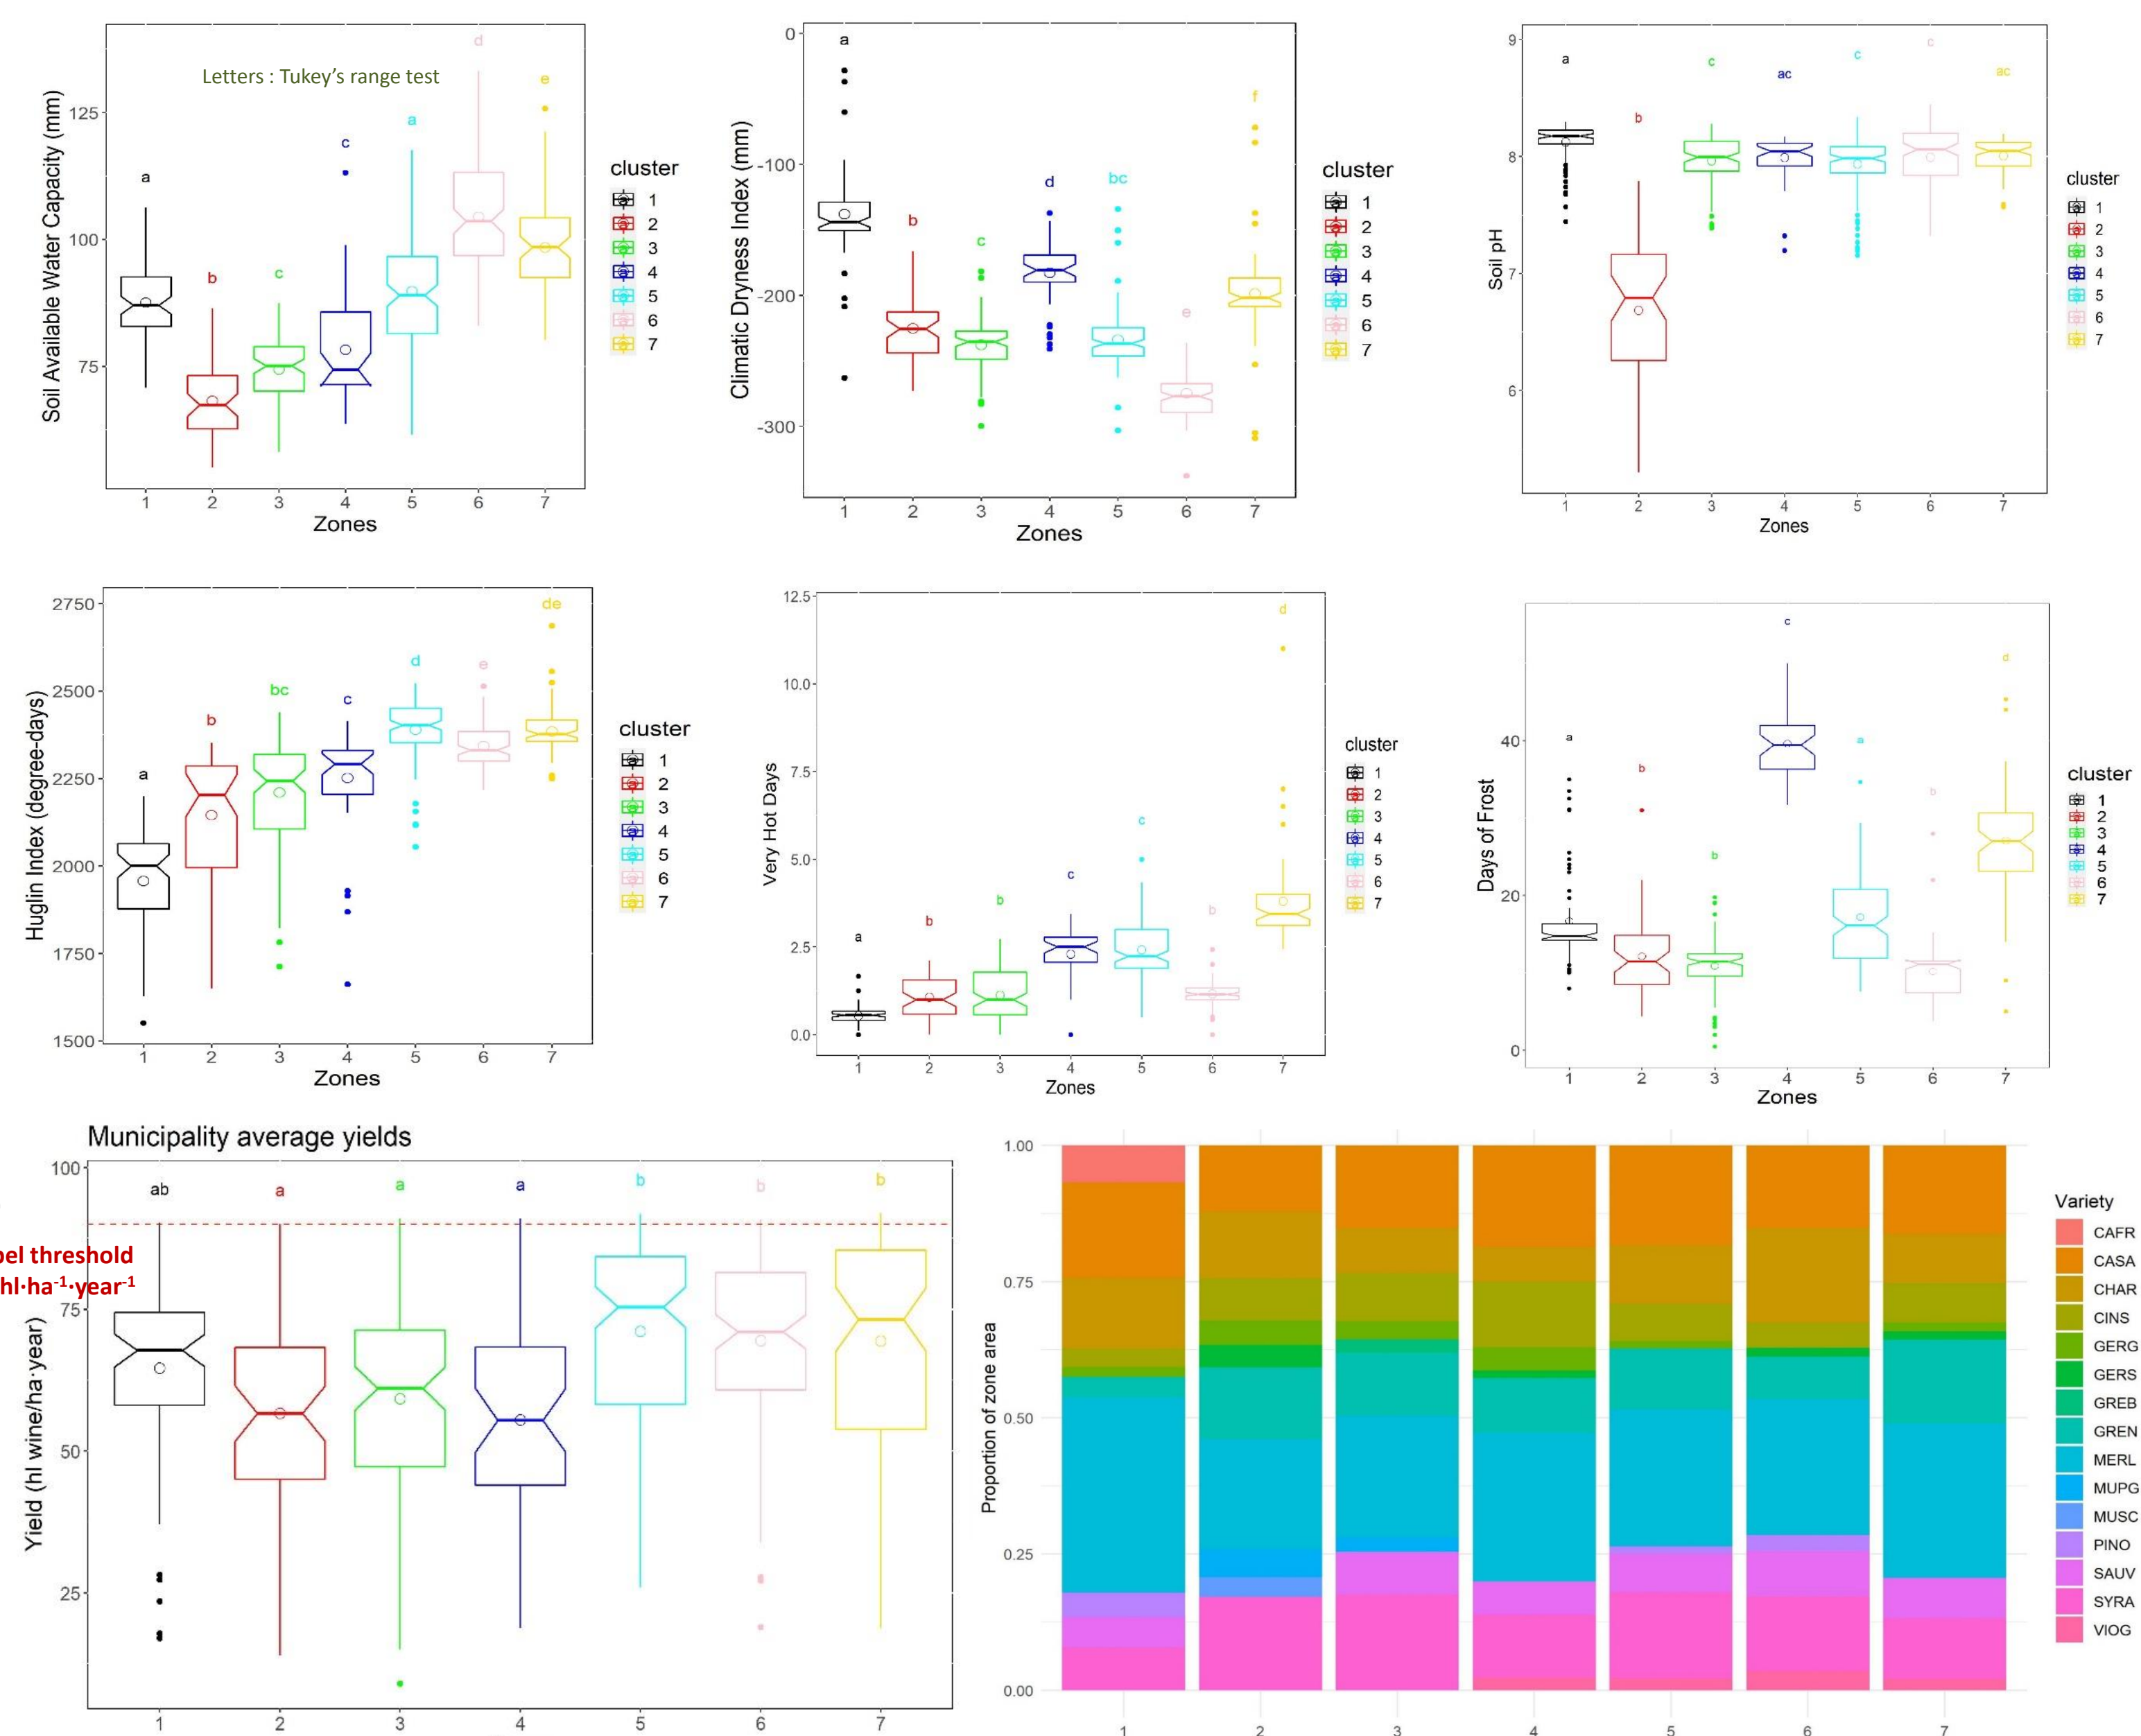 Soil Available Water Capacity (mm)
125
100
75
Letters : Tukey's range test
a
b
c
c
a
d
e
1 2 3 4 5 6 7
Zones
cluster
1
2
3
4
5
6
7
Climatic Dryness Index (mm)
0
-100
-200
-300
a
b
c
d
bc
e
f
1 2 3 4 5 6 7
Zones
cluster
1
2
3
4
5
6
7
Soil pH
9
8
7
6
a
b
c
ac
c
c
ac
1 2 3 4 5 6 7
Zones
cluster
1
2
3
4
5
6
7
Huglin Index (degree-days)
2750
2500
2250
2000
1750
1500
a
b
bc
c
d
e
de
1 2 3 4 5 6 7
Zones
cluster
1
2
3
4
5
6
7
Very Hot Days
12.5
10.0
7.5
5.0
2.5
0.0
a
b
b
c
c
b
d
1 2 3 4 5 6 7
Zones
cluster
1
2
3
4
5
6
7
Days of Frost
40
20
0
a
b
b
c
a
b
d
1 2 3 4 5 6 7
Zones
cluster
1
2
3
4
5
6
7
Municipality average yields
Yield (hl wine/ha·year)
100
75
50
25
ab
a
a
a
b
b
b
threshold
hl·ha⁻¹·year⁻¹
1 2 3 4 5 6 7
Proportion of zone area
1.00
0.75
0.50
0.25
0.00
1 2 3 4 5 6 7
Variety
CAFR
CASA
CHAR
CINS
GERG
GERS
GREB
GREN
MERL
MUPG
MUSC
PINO
SAUV
SYRA
VIOG